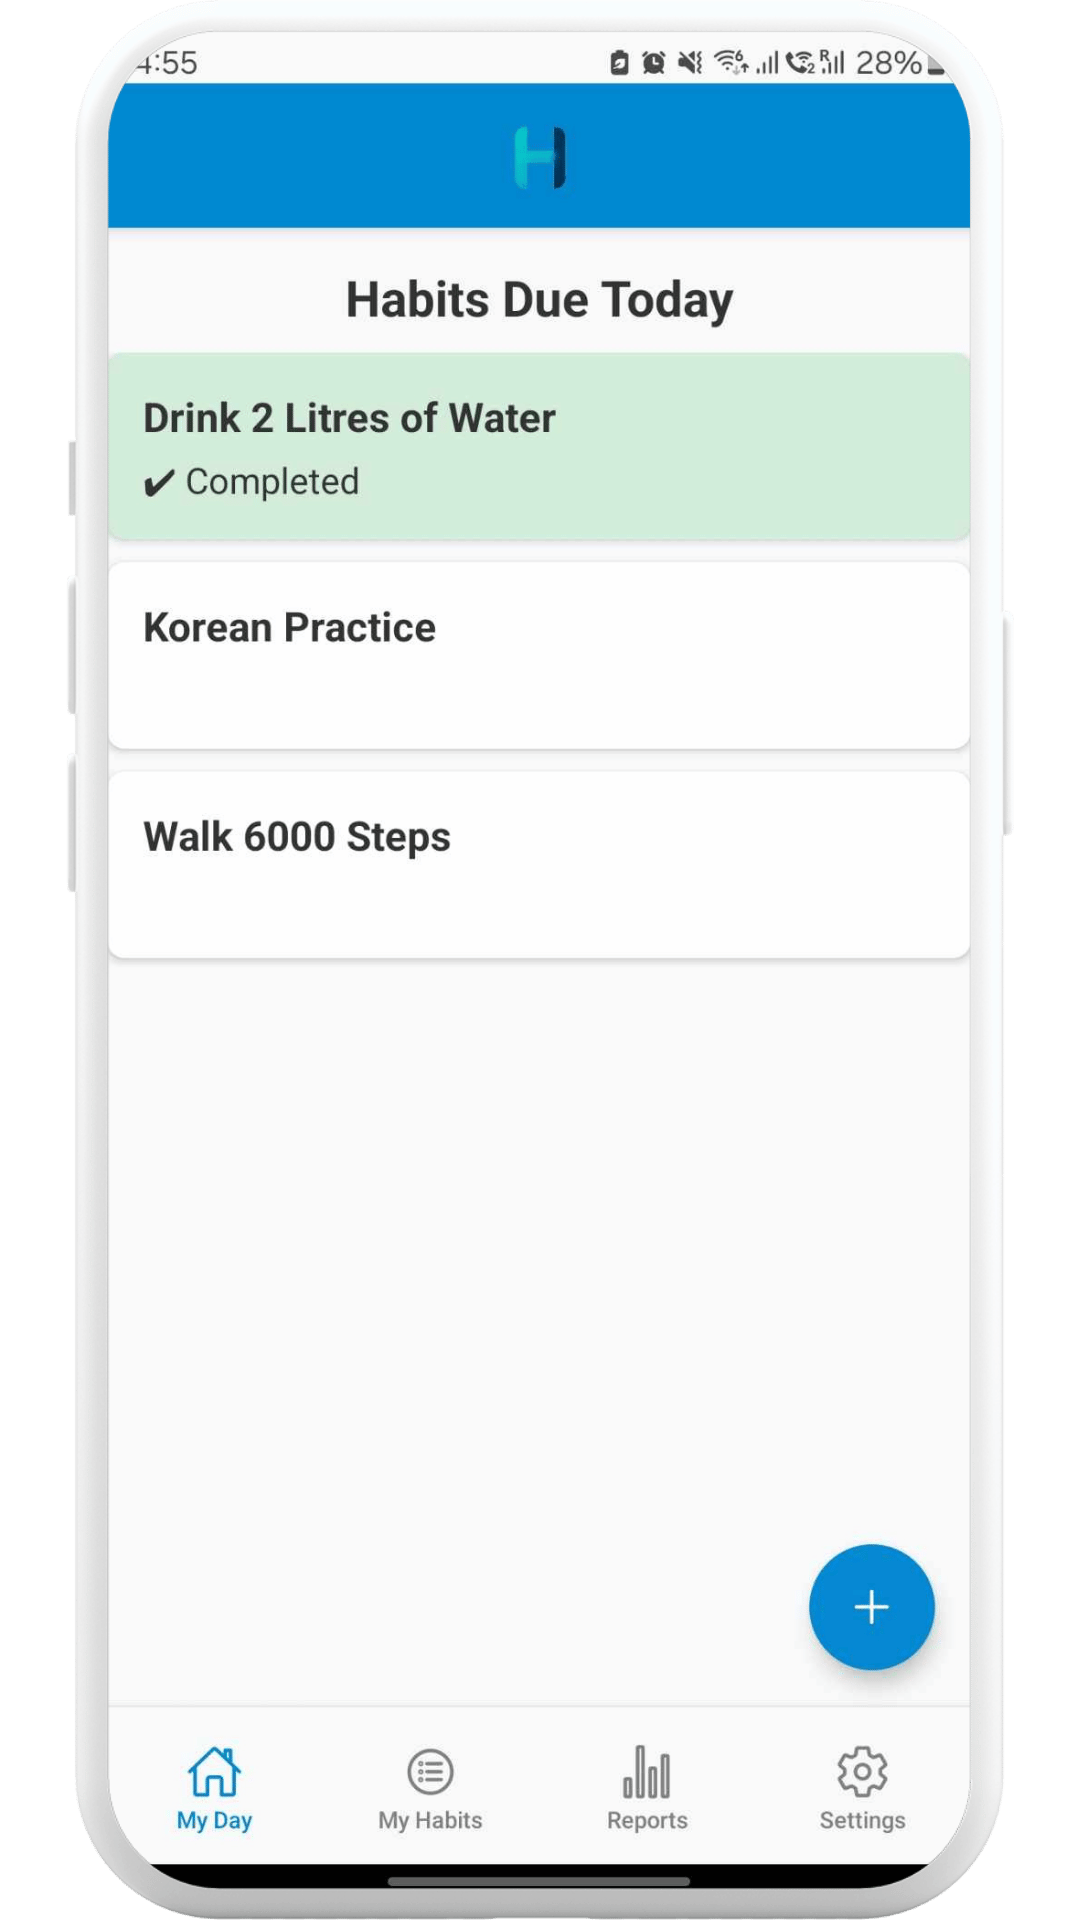 4:55 28%
Habits Due Today
Drink 2 Litres of Water
✔ Completed
Korean Practice
Walk 6000 Steps
+
My Day My Habits Reports Settings